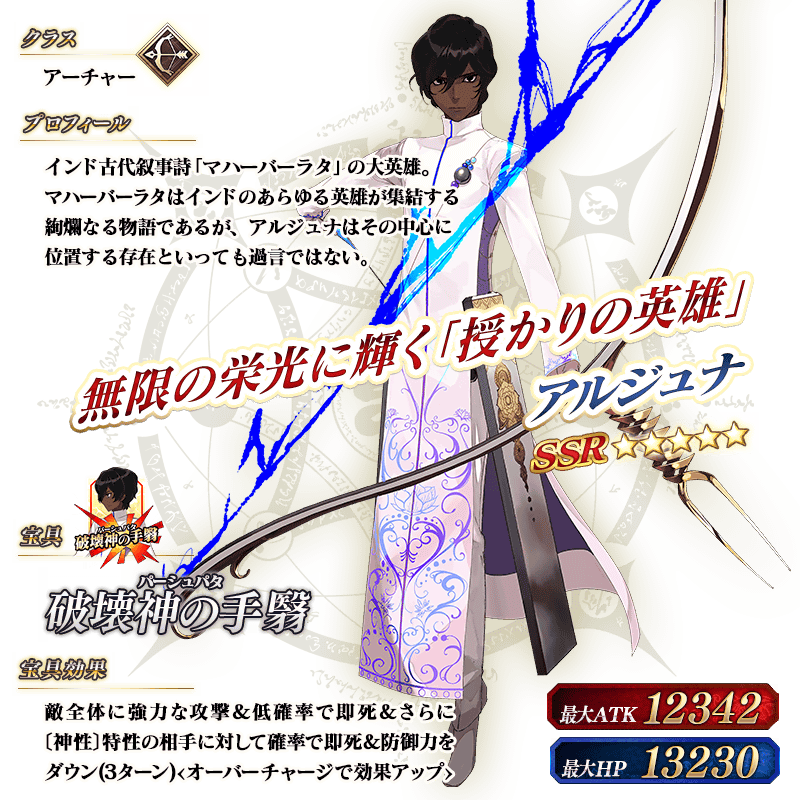 クラス
アーチャー
プロフィール
インド古代叙事詩「マハーバーラタ」の大英雄。
マハーバーラタはインドのあらゆる英雄が集結する
絢爛なる物語であるが、アルジュナはその中心に
位置する存在といっても過言ではない。
無限の栄光に輝く「授かりの英雄」
アルジュナ
SSR ★★★★★
宝具
パーシュパタ
破壊神の手翳
パーシュパタ
破壊神の手翳
宝具効果
敵全体に強力な攻撃&低確率で即死&さらに
〔神性〕特性の相手に対して確率で即死&防御力を
ダウン(3ターン)<オーバーチャージで効果アップ>
最大ATK 12342
最大HP 13230